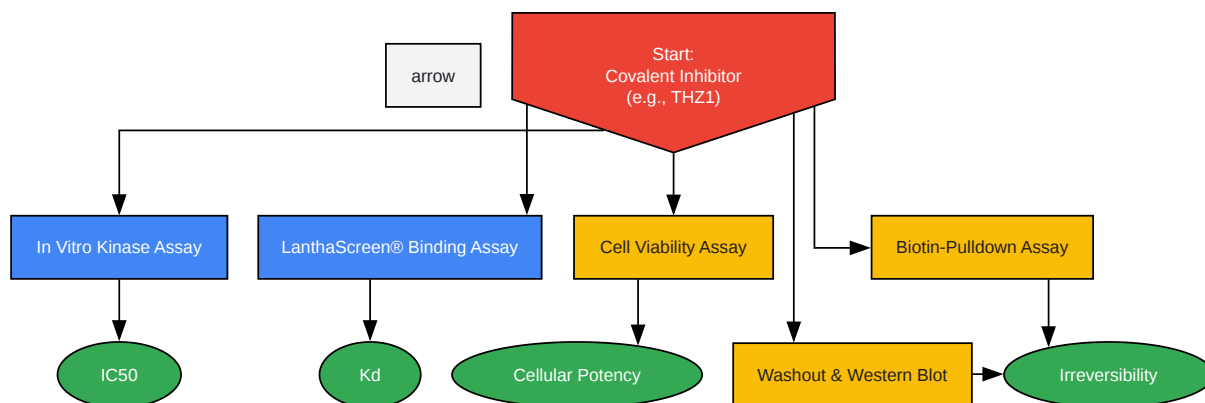 arrow
Start:
Covalent Inhibitor
(e.g., THZ1)
In Vitro Kinase Assay
LanthaScreen® Binding Assay
Cell Viability Assay
Biotin-Pulldown Assay
IC50
Kd
Cellular Potency
Washout & Western Blot
Irreversibility